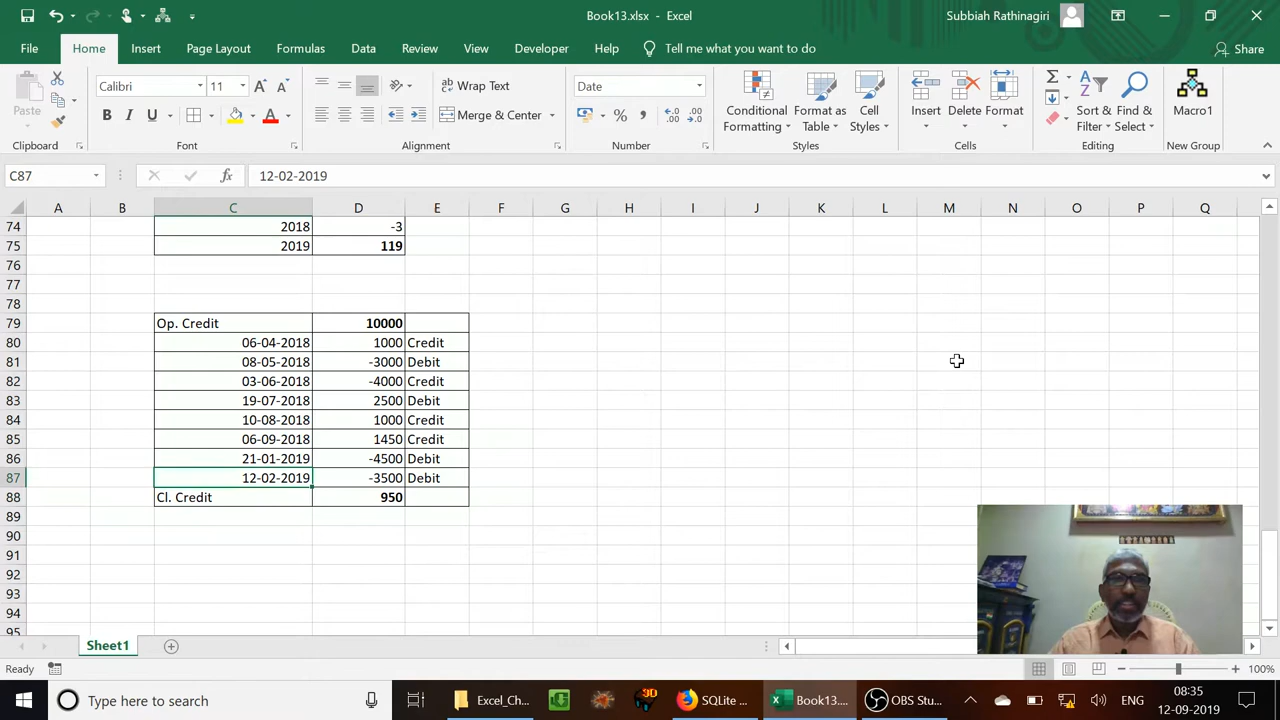 Book13.xlsx - Excel
Subbiah Rathinagiri
File Home Insert Page Layout Formulas Data Review View Developer Help Tell me what you want to do Share
Paste
Clipboard
Calibri 11
B I U
Font
Wrap Text
Merge & Center
Alignment
Date
%
Number
Conditional Formatting
Format as Table
Cell Styles
Styles
Insert Delete Format
Cells
Sort & Filter
Find & Select
Editing
Macro1
New Group
C87 fx 12-02-2019
A B C D E F G H I J K L M N O P Q
74 2018 -3
75 2019 119
76
77
78
79 Op. Credit 10000
80 06-04-2018 1000 Credit
81 08-05-2018 -3000 Debit
82 03-06-2018 -4000 Credit
83 19-07-2018 2500 Debit
84 10-08-2018 1000 Credit
85 06-09-2018 1450 Credit
86 21-01-2019 -4500 Debit
87 12-02-2019 -3500 Debit
88 Cl. Credit 950
89
90
91
92
93
94
95
Sheet1
Ready 100%
Type here to search
Excel_Ch...
3D
SQLite ...
Book13....
OBS Stu...
ENG
08:35
12-09-2019